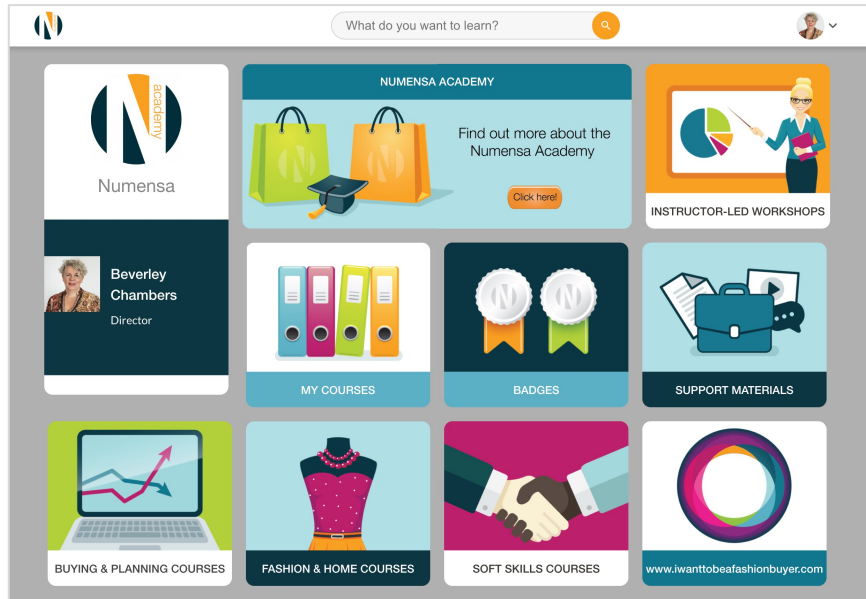 N
What do you want to learn?
N
academy
Numensa
Beverley
Chambers
Director
NUMENSA ACADEMY
N
N
Find out more about the
Numensa Academy
Click here!
INSTRUCTOR-LED WORKSHOPS
MY COURSES
N
N
BADGES
SUPPORT MATERIALS
BUYING & PLANNING COURSES
FASHION & HOME COURSES
SOFT SKILLS COURSES
www.iwanttobeafashionbuyer.com